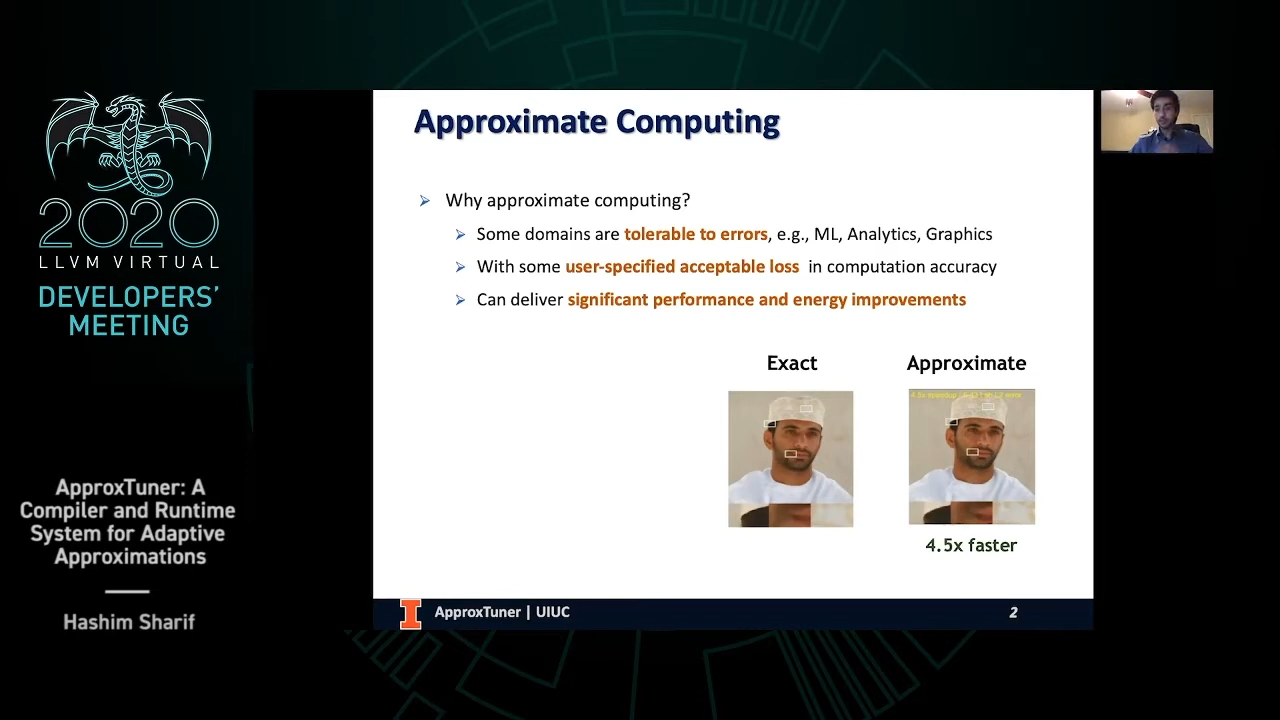 2020
LLVM VIRTUAL
DEVELOPERS’
MEETING
ApproxTuner: A
Compiler and Runtime
System for Adaptive
Approximations
Hashim Sharif
Approximate Computing
Why approximate computing?
Some domains are tolerable to errors, e.g., ML, Analytics, Graphics
With some user-specified acceptable loss in computation accuracy
Can deliver significant performance and energy improvements
Exact
Approximate
4.5x faster
I
ApproxTuner | UIUC
2